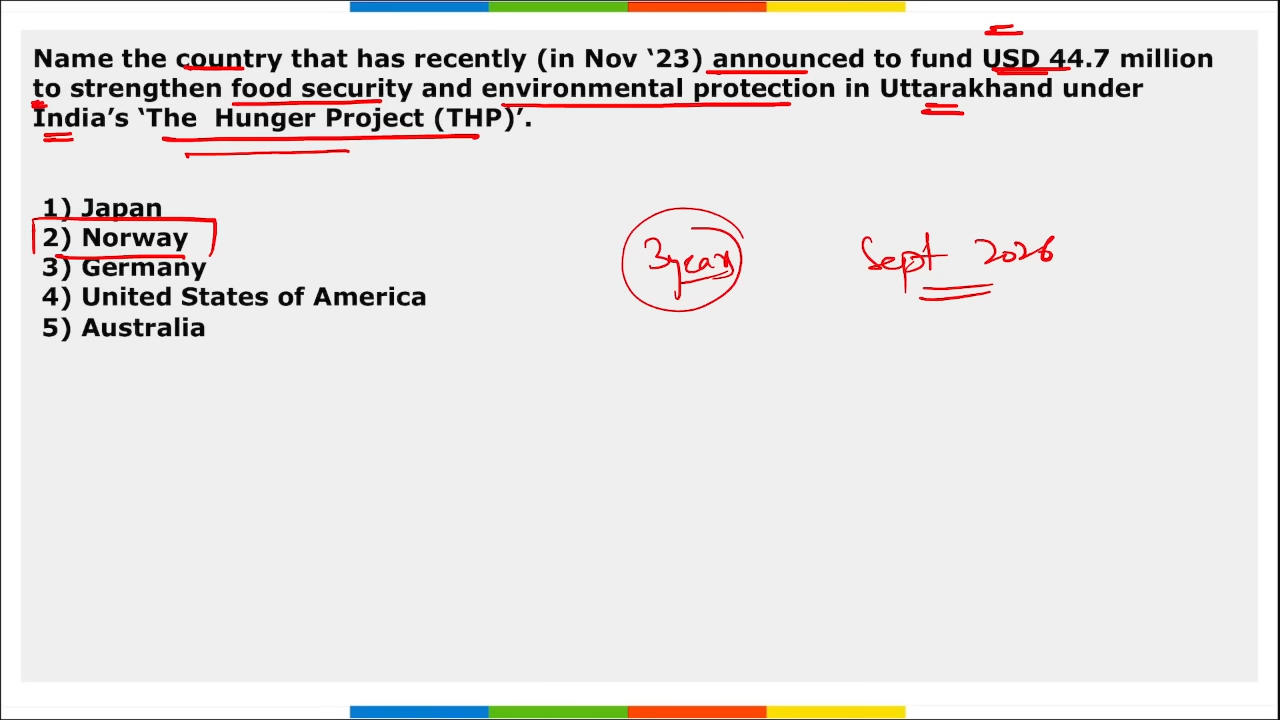 Name the country that has recently (in Nov ‘23) announced to fund USD 44.7 million
to strengthen food security and environmental protection in Uttarakhand under
India’s ‘The Hunger Project (THP)’.
1) Japan
2) Norway
3 year Sept 2026
3) Germany
4) United States of America
5) Australia